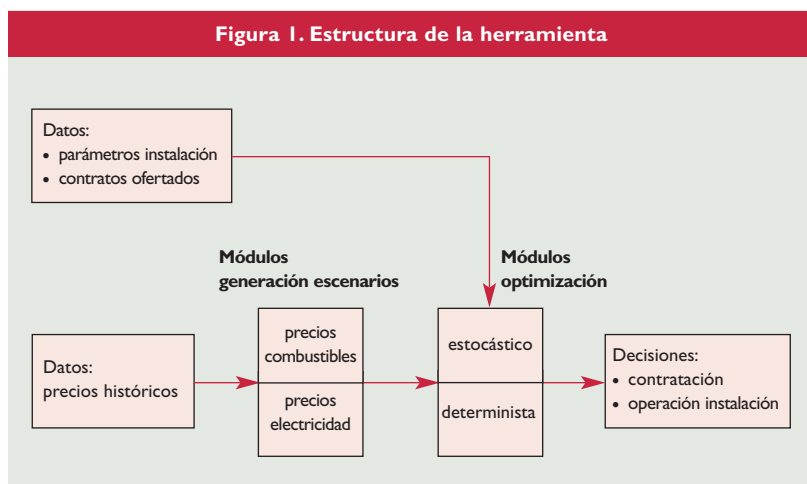 Figura 1. Estructura de la herramienta
Datos:
• parámetros instalación
• contratos ofertados
Módulos
generación escenarios
Módulos
optimización
Datos:
precios históricos
precios
combustibles
precios
electricidad
estocástico
determinista
Decisiones:
• contratación
• operación instalación